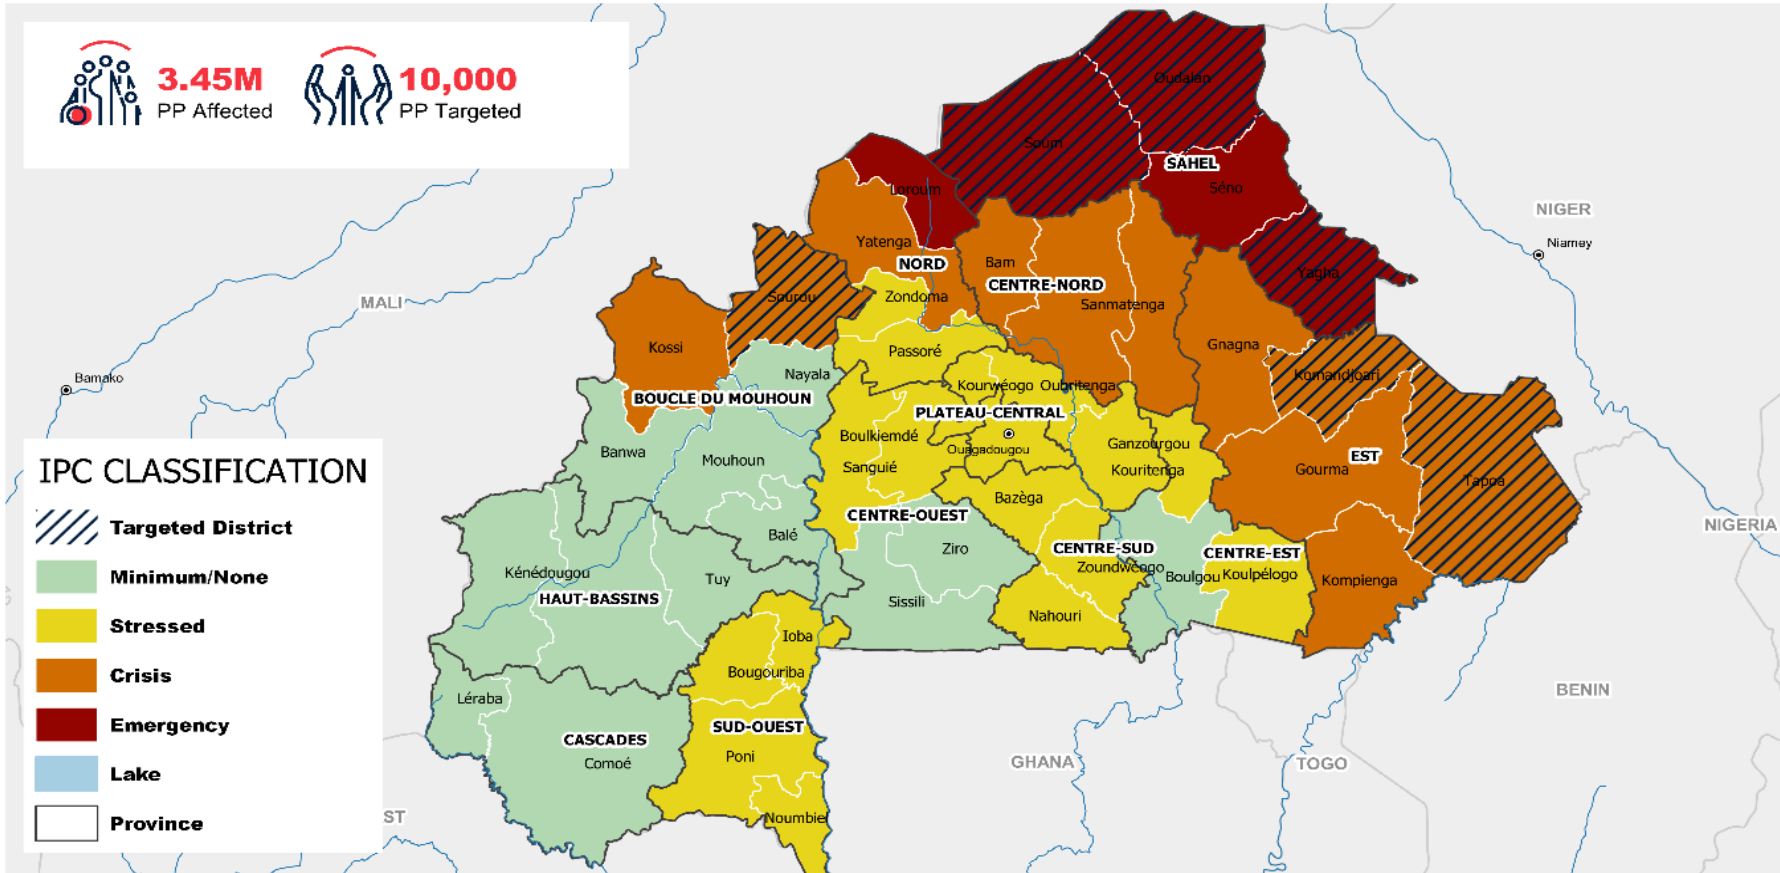 3.45M
PP Affected
10,000
PP Targeted
Oudalan
Soum
SAHEL
Séno
Loroum
NIGER
Niamey
Yatenga
NORD
Bam
CENTRE-NORD
Sanmatenga
Yagha
MALI
Sourou
Zondoma
Kossi
Passoré
Gnagna
Komandjoari
Bamako
Nayala
Kourwéogo
Oubritenga
BOUCLE DU MOUHOUN
PLATEAU-CENTRAL
Boulkiemdé
Ganzourgou
Ouagadougou
Banwa
Mouhoun
Sanguié
Kouritenga
EST
Gourma
Tapoa
Bazèga
CENTRE-OUEST
NIGERIA
Balé
Ziro
CENTRE-SUD
CENTRE-EST
Zoundwéogo
Boulgou
Koulpélogo
Kompienga
Kénédougou
Tuy
HAUT-BASSINS
Sissili
Nahouri
Ioba
Bougouriba
BENIN
Léraba
SUD-OUEST
CASCADES
Comoé
Poni
GHANA
TOGO
Noumbiel
ST
IPC CLASSIFICATION
Targeted District
Minimum/None
Stressed
Crisis
Emergency
Lake
Province